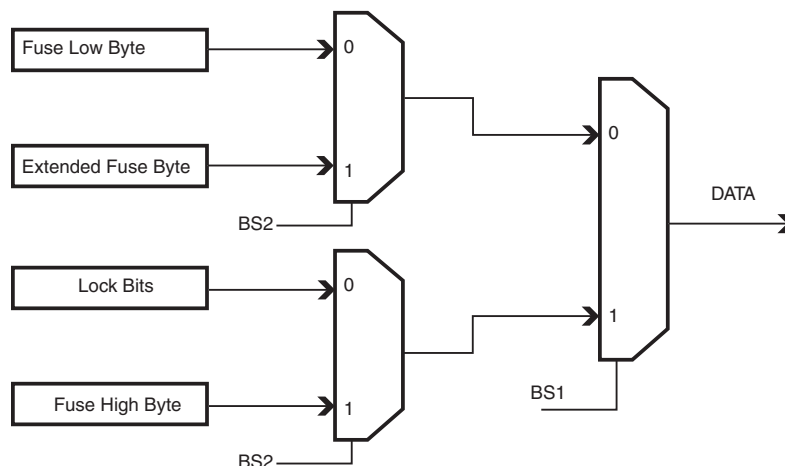 Fuse Low Byte
0
Extended Fuse Byte
1
BS2
0
DATA
Lock Bits
0
1
Fuse High Byte
1
BS1
BS2